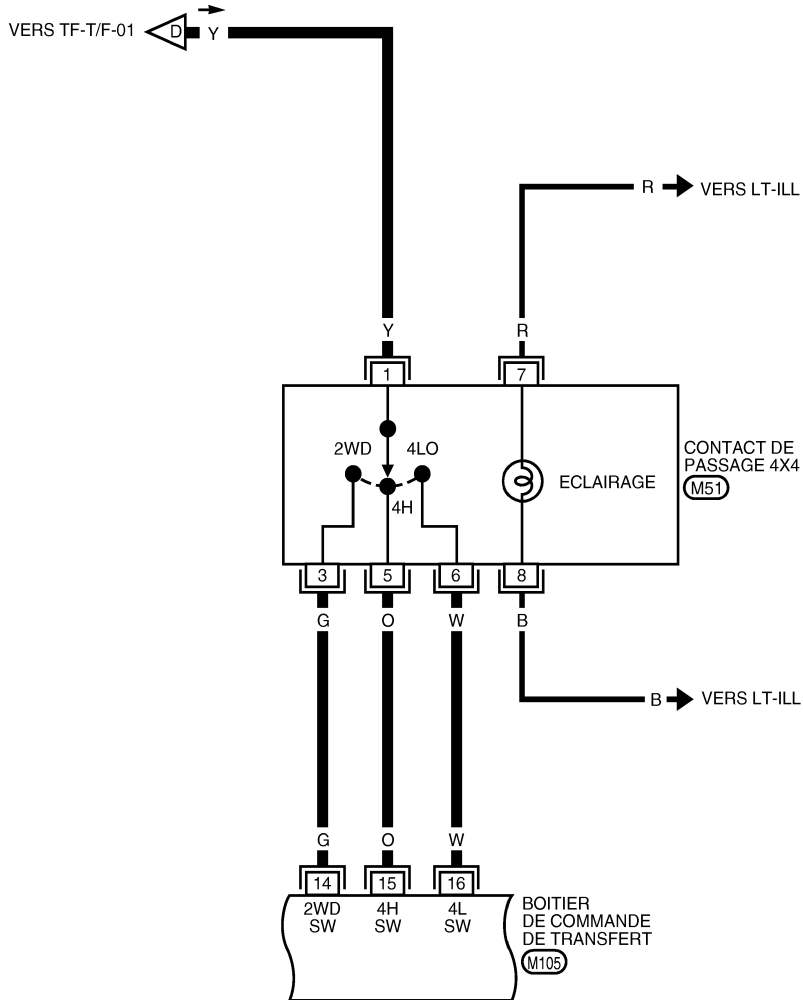 VERS TF-T/F-01
D
Y
R
VERS LT-ILL
Y
R
1
7
2WD
4LO
4H
ECLAIRAGE
CONTACT DE
PASSAGE 4X4
M51
3
5
6
8
G
O
W
B
B
VERS LT-ILL
G
O
W
14
15
16
2WD
SW
4H
SW
4L
SW
BOITIER
DE COMMANDE
DE TRANSFERT
M105